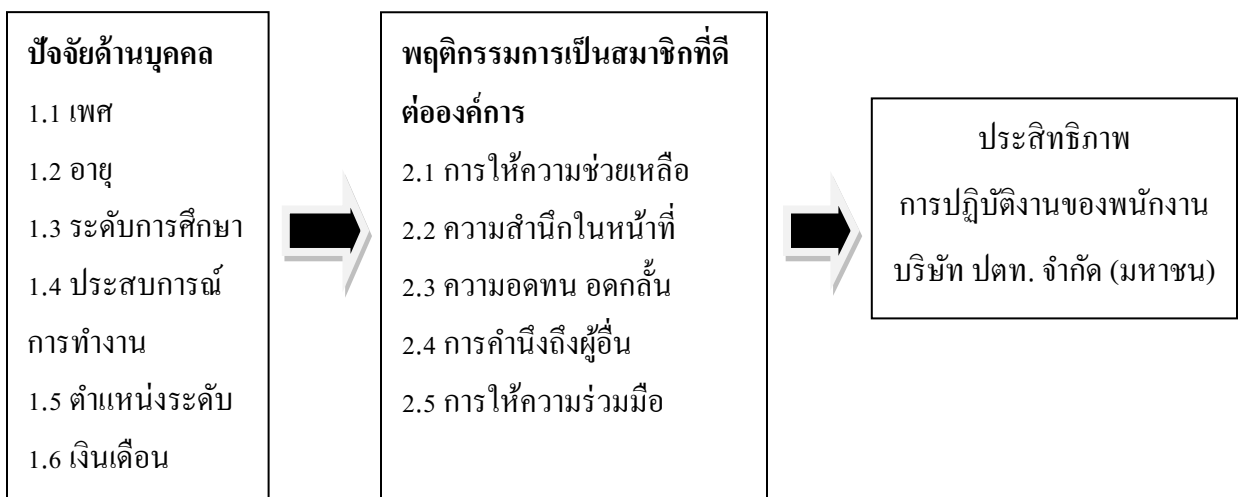 ปัจจัยด้านบุคคล
1.1 เพศ
1.2 อายุ
1.3 ระดับการศึกษา
1.4 ประสบการณ์
การทำงาน
1.5 ตำแหน่งระดับ
1.6 เงินเดือน
พฤติกรรมการเป็นสมาชิกที่ดี
ต่อองค์การ
2.1 การให้ความช่วยเหลือ
2.2 ความสำนึกในหน้าที่
2.3 ความอดทน อดกลั้น
2.4 การคำนึงถึงผู้อื่น
2.5 การให้ความร่วมมือ
ประสิทธิภาพ
การปฏิบัติงานของพนักงาน
บริษัท ปตท. จำกัด (มหาชน)